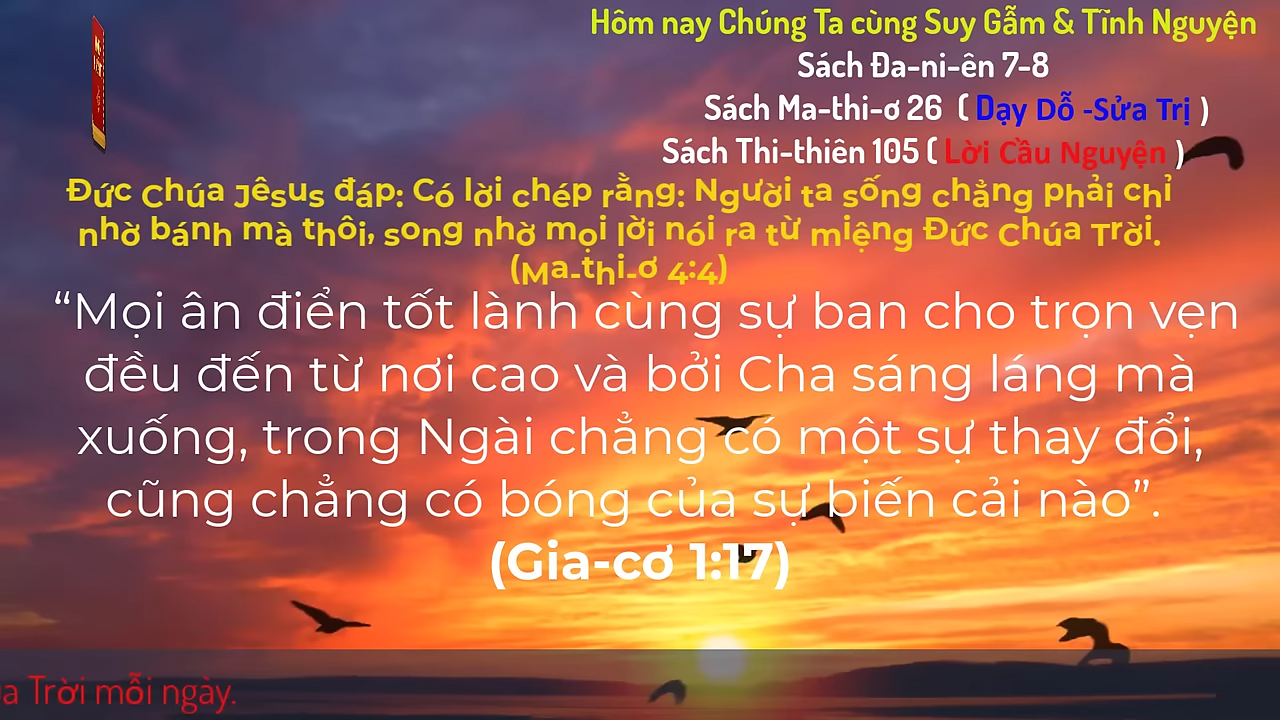 Hôm nay Chúng Ta cùng Suy Gẫm & Tĩnh Nguyện
Sách Đa-ni-ên 7-8
Sách Ma-thi-ơ 26 ( Dạy Dỗ -Sửa Trị )
Sách Thi-thiên 105 ( Lời Cầu Nguyện )
Đức Chúa Jêsus đáp: Có lời chép rằng: Người ta sống chẳng phải chỉ
nhờ bánh mà thôi, song nhờ mọi lời nói ra từ miệng Đức Chúa Trời.
(Ma-thi-ơ 4:4)
“Mọi ân điển tốt lành cùng sự ban cho trọn vẹn
đều đến từ nơi cao và bởi Cha sáng láng mà
xuống, trong Ngài chẳng có một sự thay đổi,
cũng chẳng có bóng của sự biến cải nào”.
(Gia-cơ 1:17)
Trời mỗi ngày.